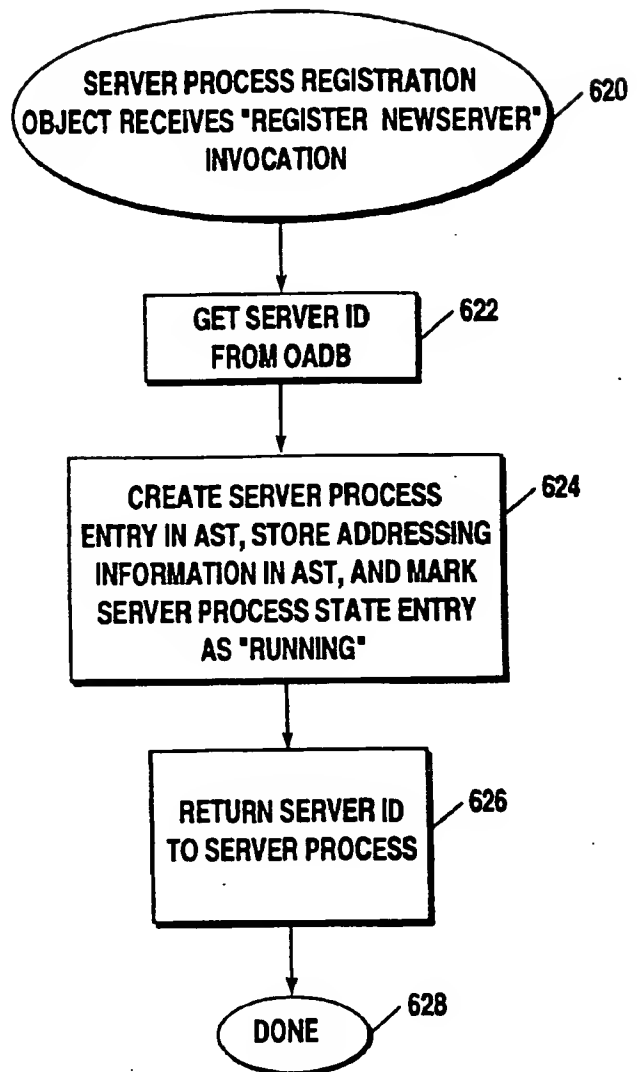 SERVER PROCESS REGISTRATION
OBJECT RECEIVES "REGISTER NEWSERVER"
INVOCATION
620
GET SERVER ID
FROM OADB
622
CREATE SERVER PROCESS
ENTRY IN AST, STORE ADDRESSING
INFORMATION IN AST, AND MARK
SERVER PROCESS STATE ENTRY
AS "RUNNING"
624
RETURN SERVER ID
TO SERVER PROCESS
626
DONE
628